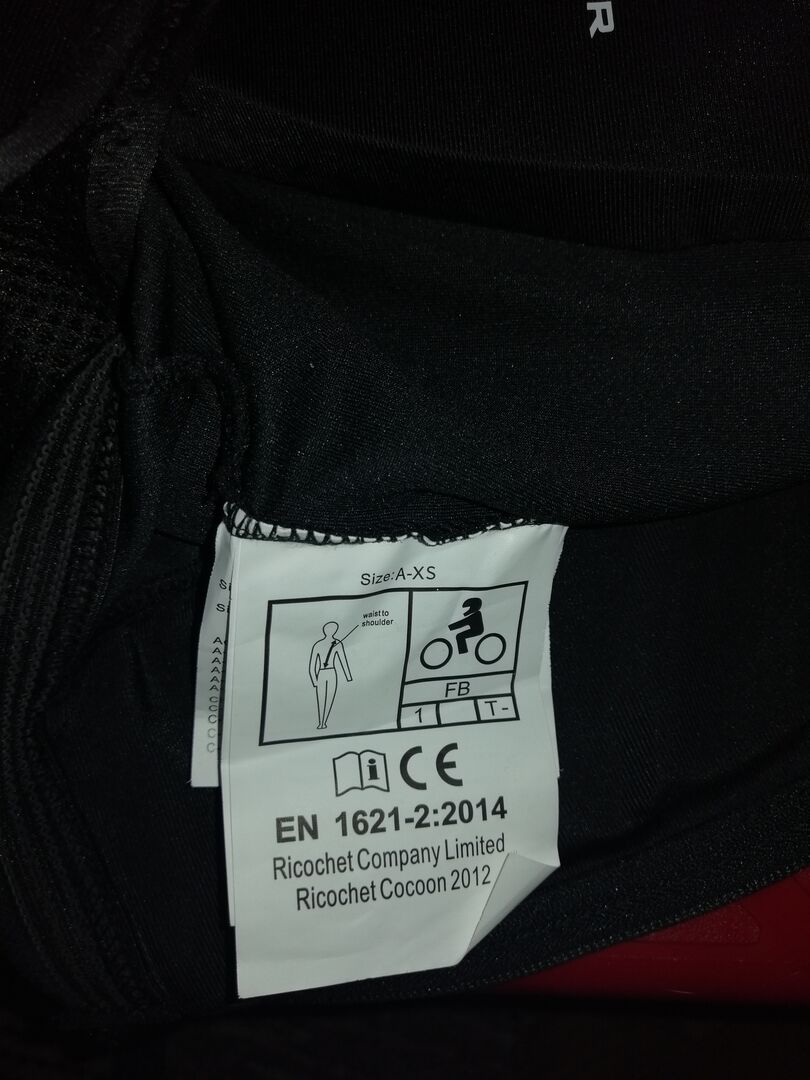 R
Size:A-XS
waist to
shoulder
FB
1 T-
i CE
EN 1621-2:2014
Ricochet Company Limited
Ricochet Cocoon 2012